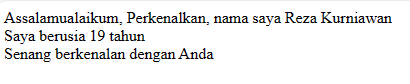 Assalamualaikum, Perkenalkan, nama saya Reza Kurniawan
Saya berusia 19 tahun
Senang berkenalan dengan Anda